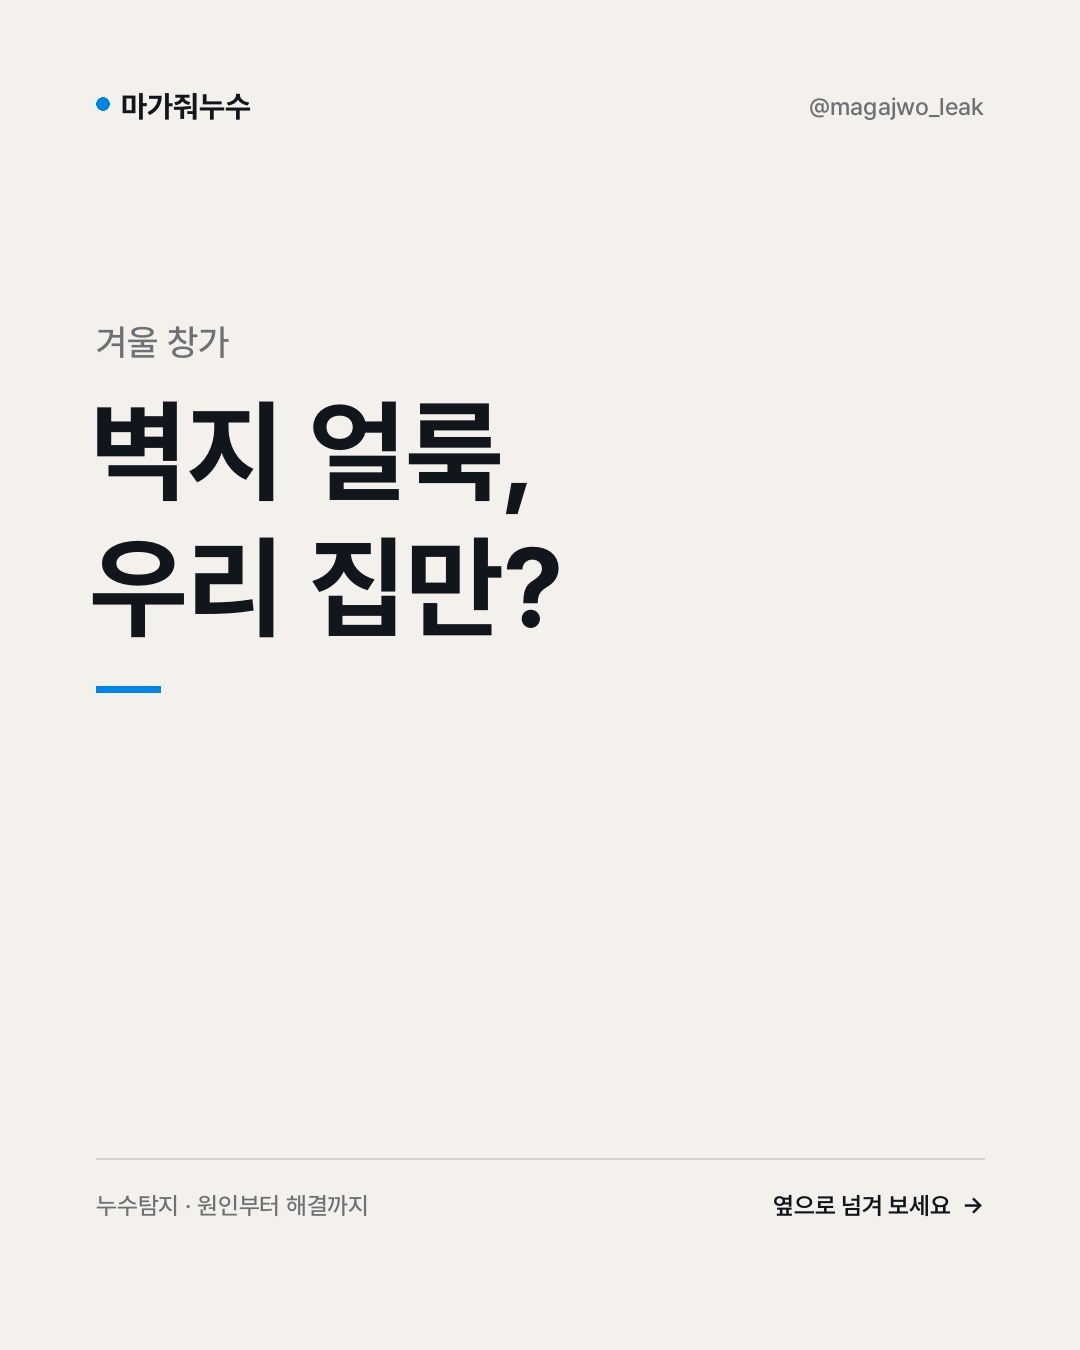 마가줘누수
@magajwo_leak
겨울 창가
벽지 얼룩,
우리 집만?
누수탐지 · 원인부터 해결까지
옆으로 넘겨 보세요 →